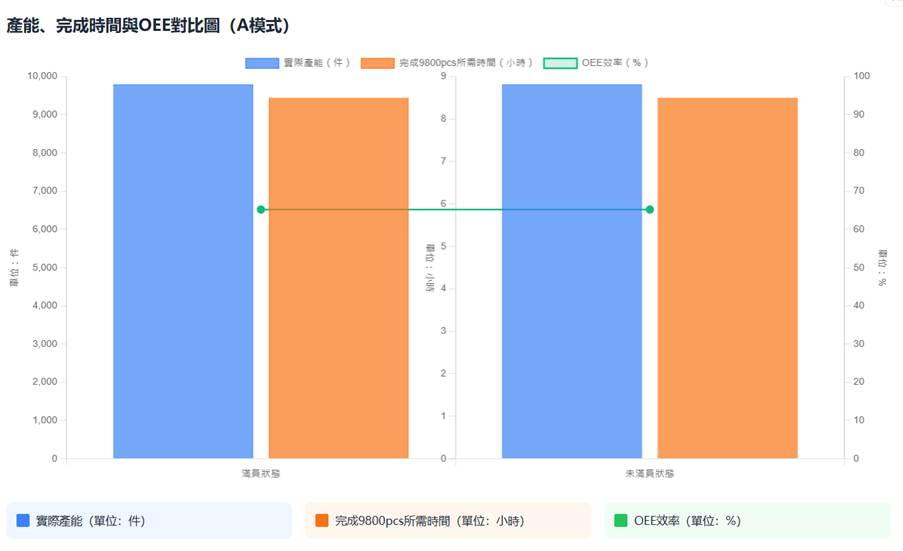 產能、完成時間與OEE對比圖（A模式）
實際產能（件） 完成9800pcs所需時間（小時） OEE效率（%）
10,000 9 100
9,000 8 90
8,000 7 80
7,000 6 70
6,000 5 60
5,000 4 50
4,000 3 40
3,000 2 30
2,000 1 20
1,000 0 10
0 0
單位：件
單位：小時
單位：%
滿員狀態 未滿員狀態
實際產能（單位：件） 完成9800pcs所需時間（單位：小時） OEE效率（單位：%）